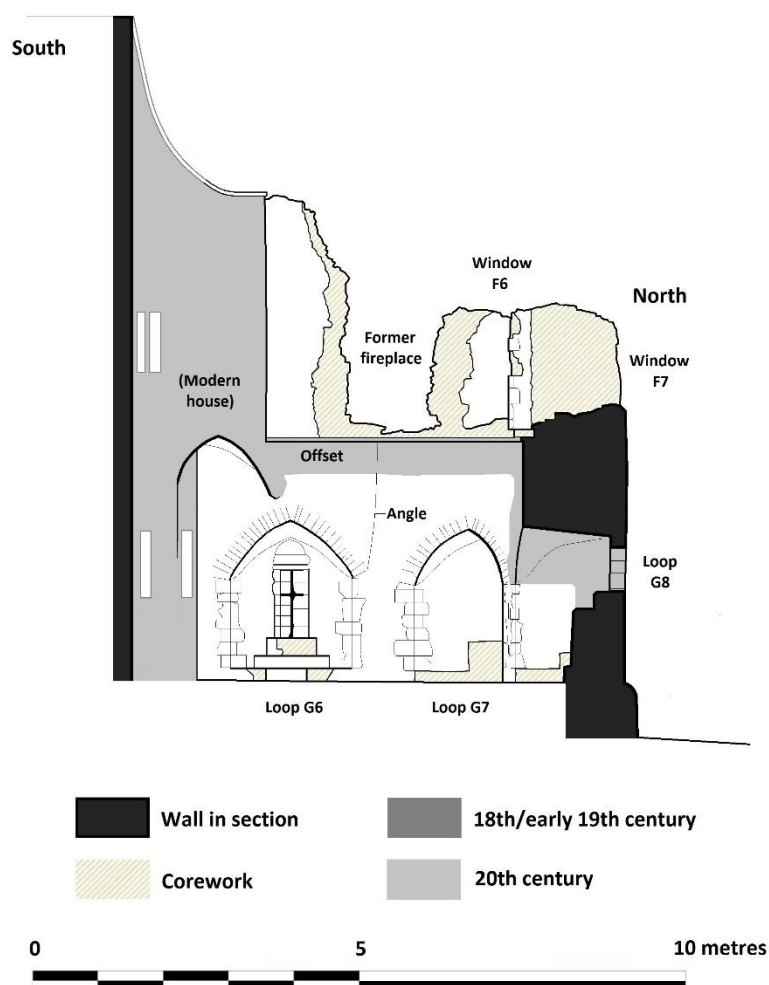 South
Window
F6
North
Former
fireplace
Window
F7
(Modern
house)
Offset
Angle
Loop
G8
Loop G6
Loop G7
Wall in section
18th/early 19th century
Corework
20th century
0
5
10 metres